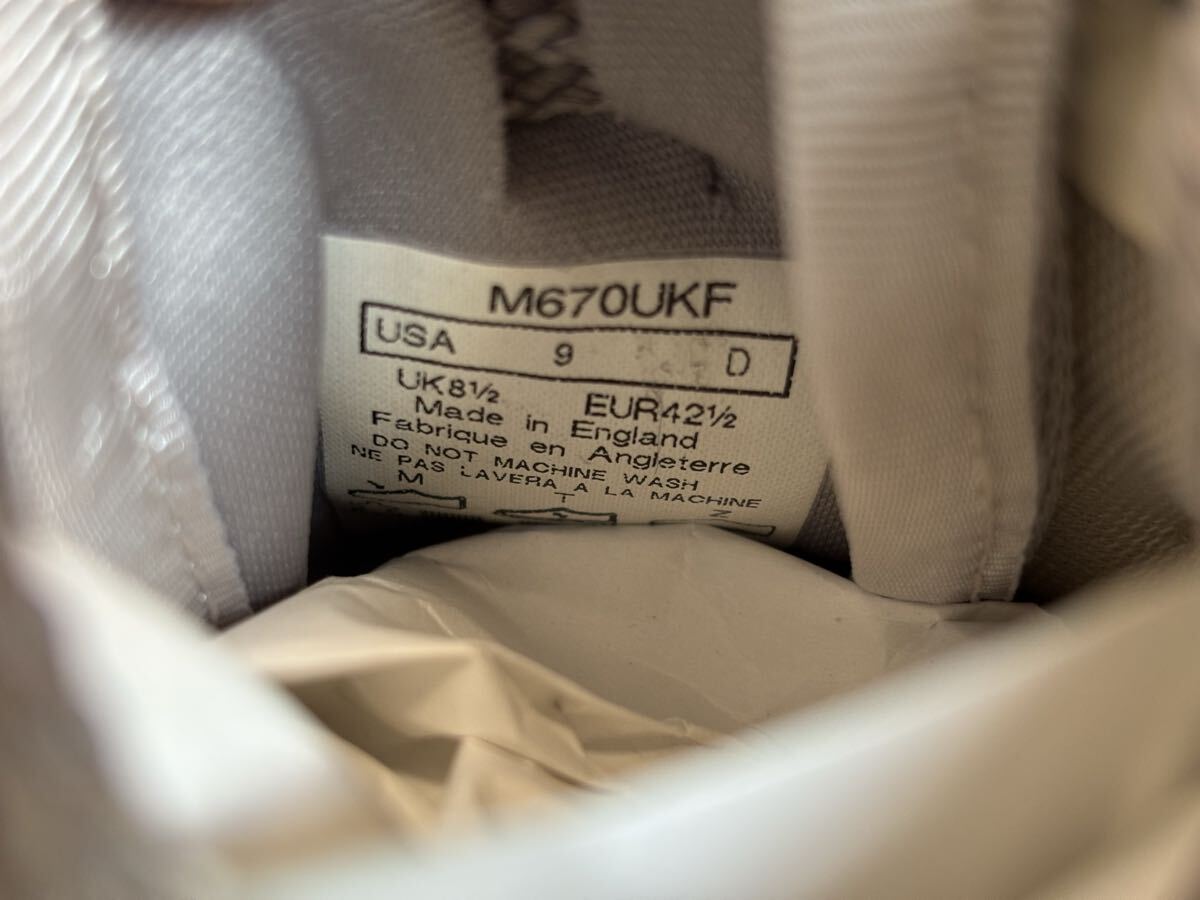 M670UKF
USA 9 D
UK8½ EUR42½
Made in England
Fabrique en Angleterre
DO NOT MACHINE WASH
NE PAS LAVERA A LA MACHINE
M T Z